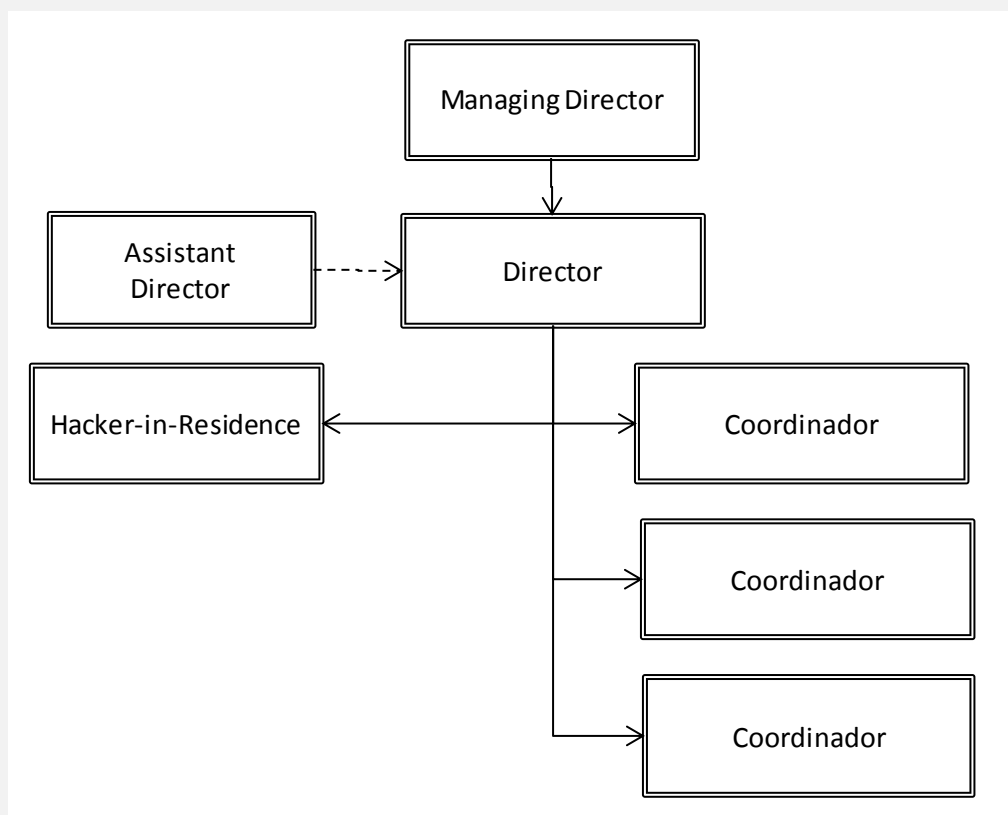 Managing Director
Assistant
Director
Director
Hacker-in-Residence
Coordinador
Coordinador
Coordinador